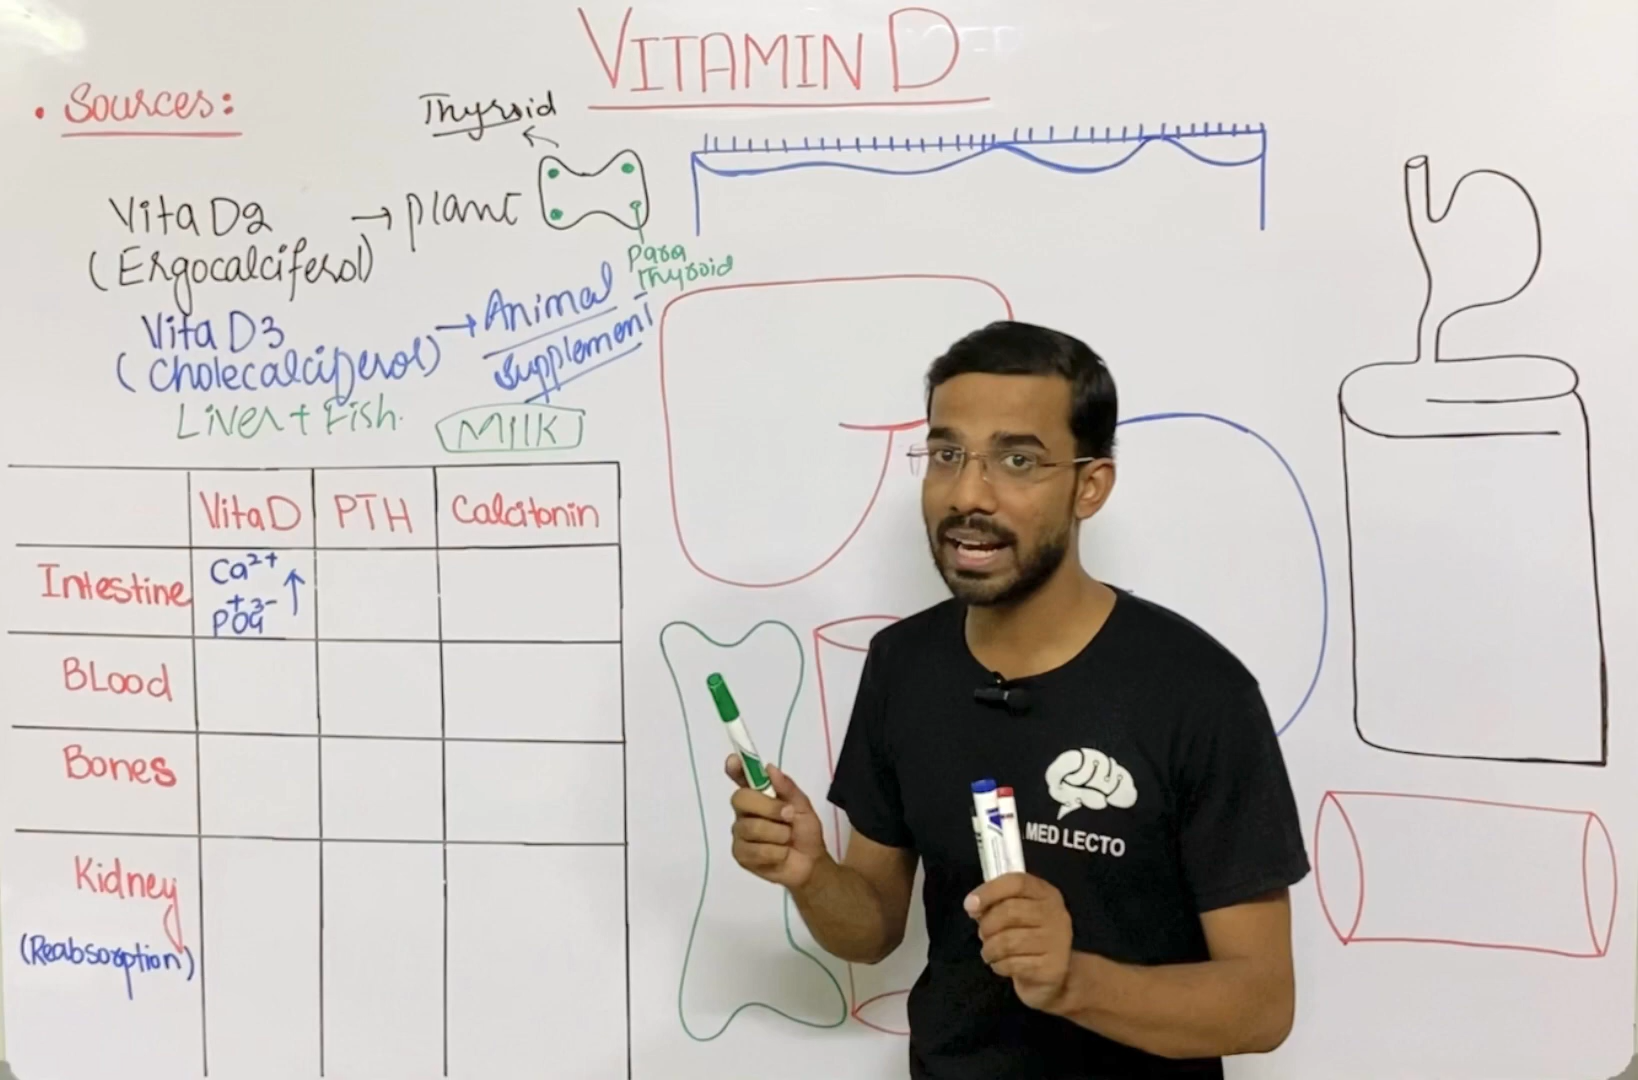 VITAMIN D
• Sources:
Thyroid
Vita D2 → plant
(Ergocalciferol)
Para
Thyroid
Vita D3 → Animal
(Cholecalciferol) Supplement
Liver + Fish. MILK
Vita D PTH Calcitonin
Intestine Ca²⁺ ↑
+
PO4³⁻
BLood
Bones
Kidney
(Reabsorption)
MED LECTO